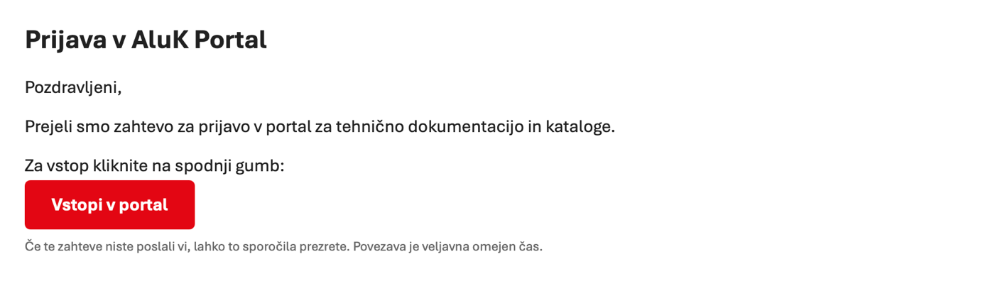 Prijava v AluK Portal
Pozdravljeni,
Prejeli smo zahtevo za prijavo v portal za tehnično dokumentacijo in kataloge.
Za vstop kliknite na spodnji gumb:
Vstopi v portal
Če te zahteve niste poslali vi, lahko to sporočila prezrete. Povezava je veljavna omejen čas.